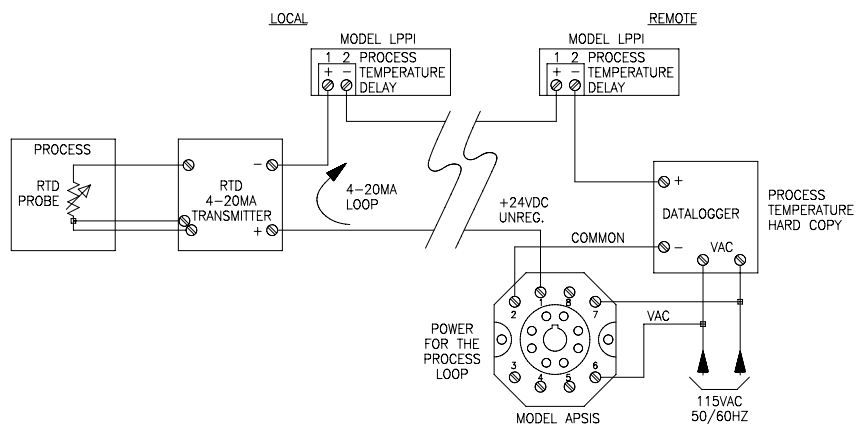 LOCAL
REMOTE
MODEL LPPI
1 2 PROCESS
+ − TEMPERATURE
DELAY
MODEL LPPI
1 2 PROCESS
+ − TEMPERATURE
DELAY
PROCESS
RTD
PROBE
−
RTD
4-20MA
TRANSMITTER
+
4-20MA
LOOP
+24VDC
UNREG.
COMMON
+
DATALOGGER
−
VAC
PROCESS
TEMPERATURE
HARD COPY
2 1 8 7
VAC
POWER
FOR THE
PROCESS
LOOP
3 4 5 6
MODEL APSIS
115VAC
50/60HZ